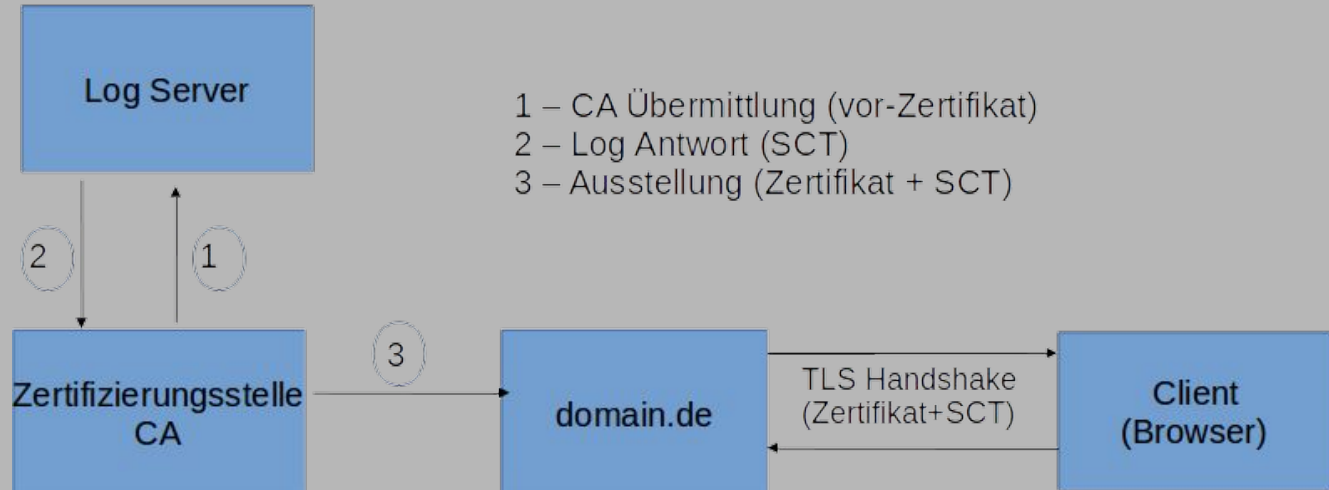 Log Server
1 – CA Übermittlung (vor-Zertifikat)
2 – Log Antwort (SCT)
3 – Ausstellung (Zertifikat + SCT)
2
1
3
Zertifizierungsstelle
CA
domain.de
TLS Handshake
(Zertifikat+SCT)
Client
(Browser)